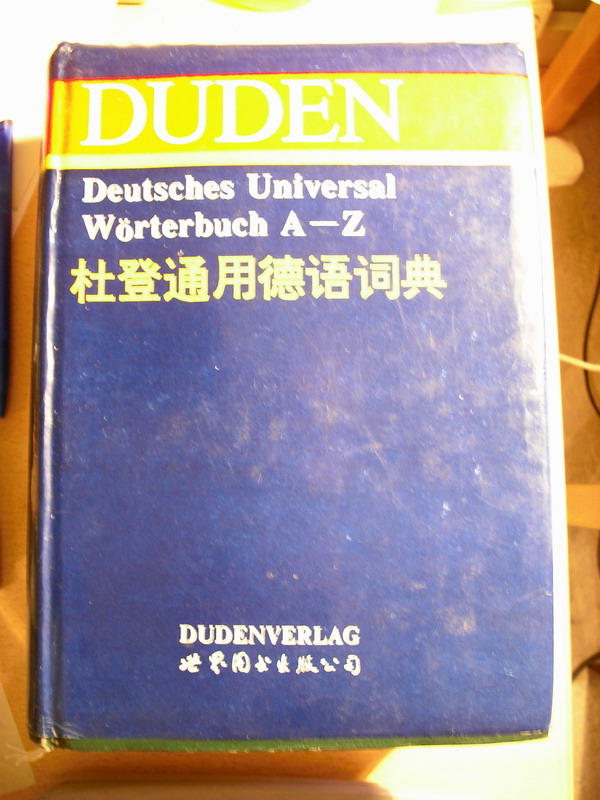 DUDEN
Deutsches Universal
Wörterbuch A—Z
杜登通用德语词典
DUDENVERLAG
世界图书出版公司